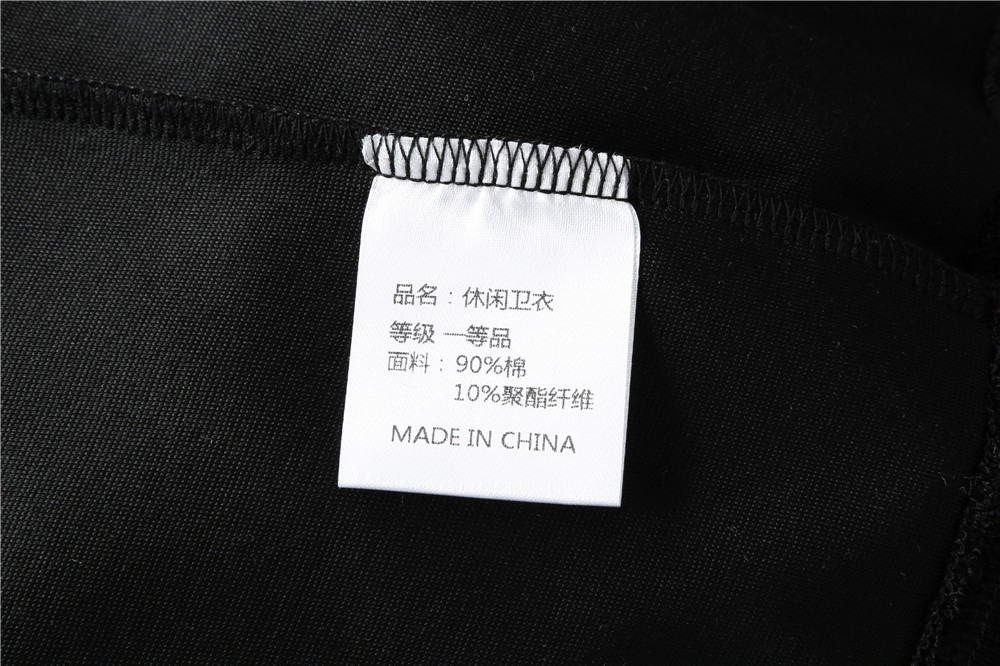 品名：休闲卫衣
等级 一等品
面料：90%棉
10%聚酯纤维
MADE IN CHINA